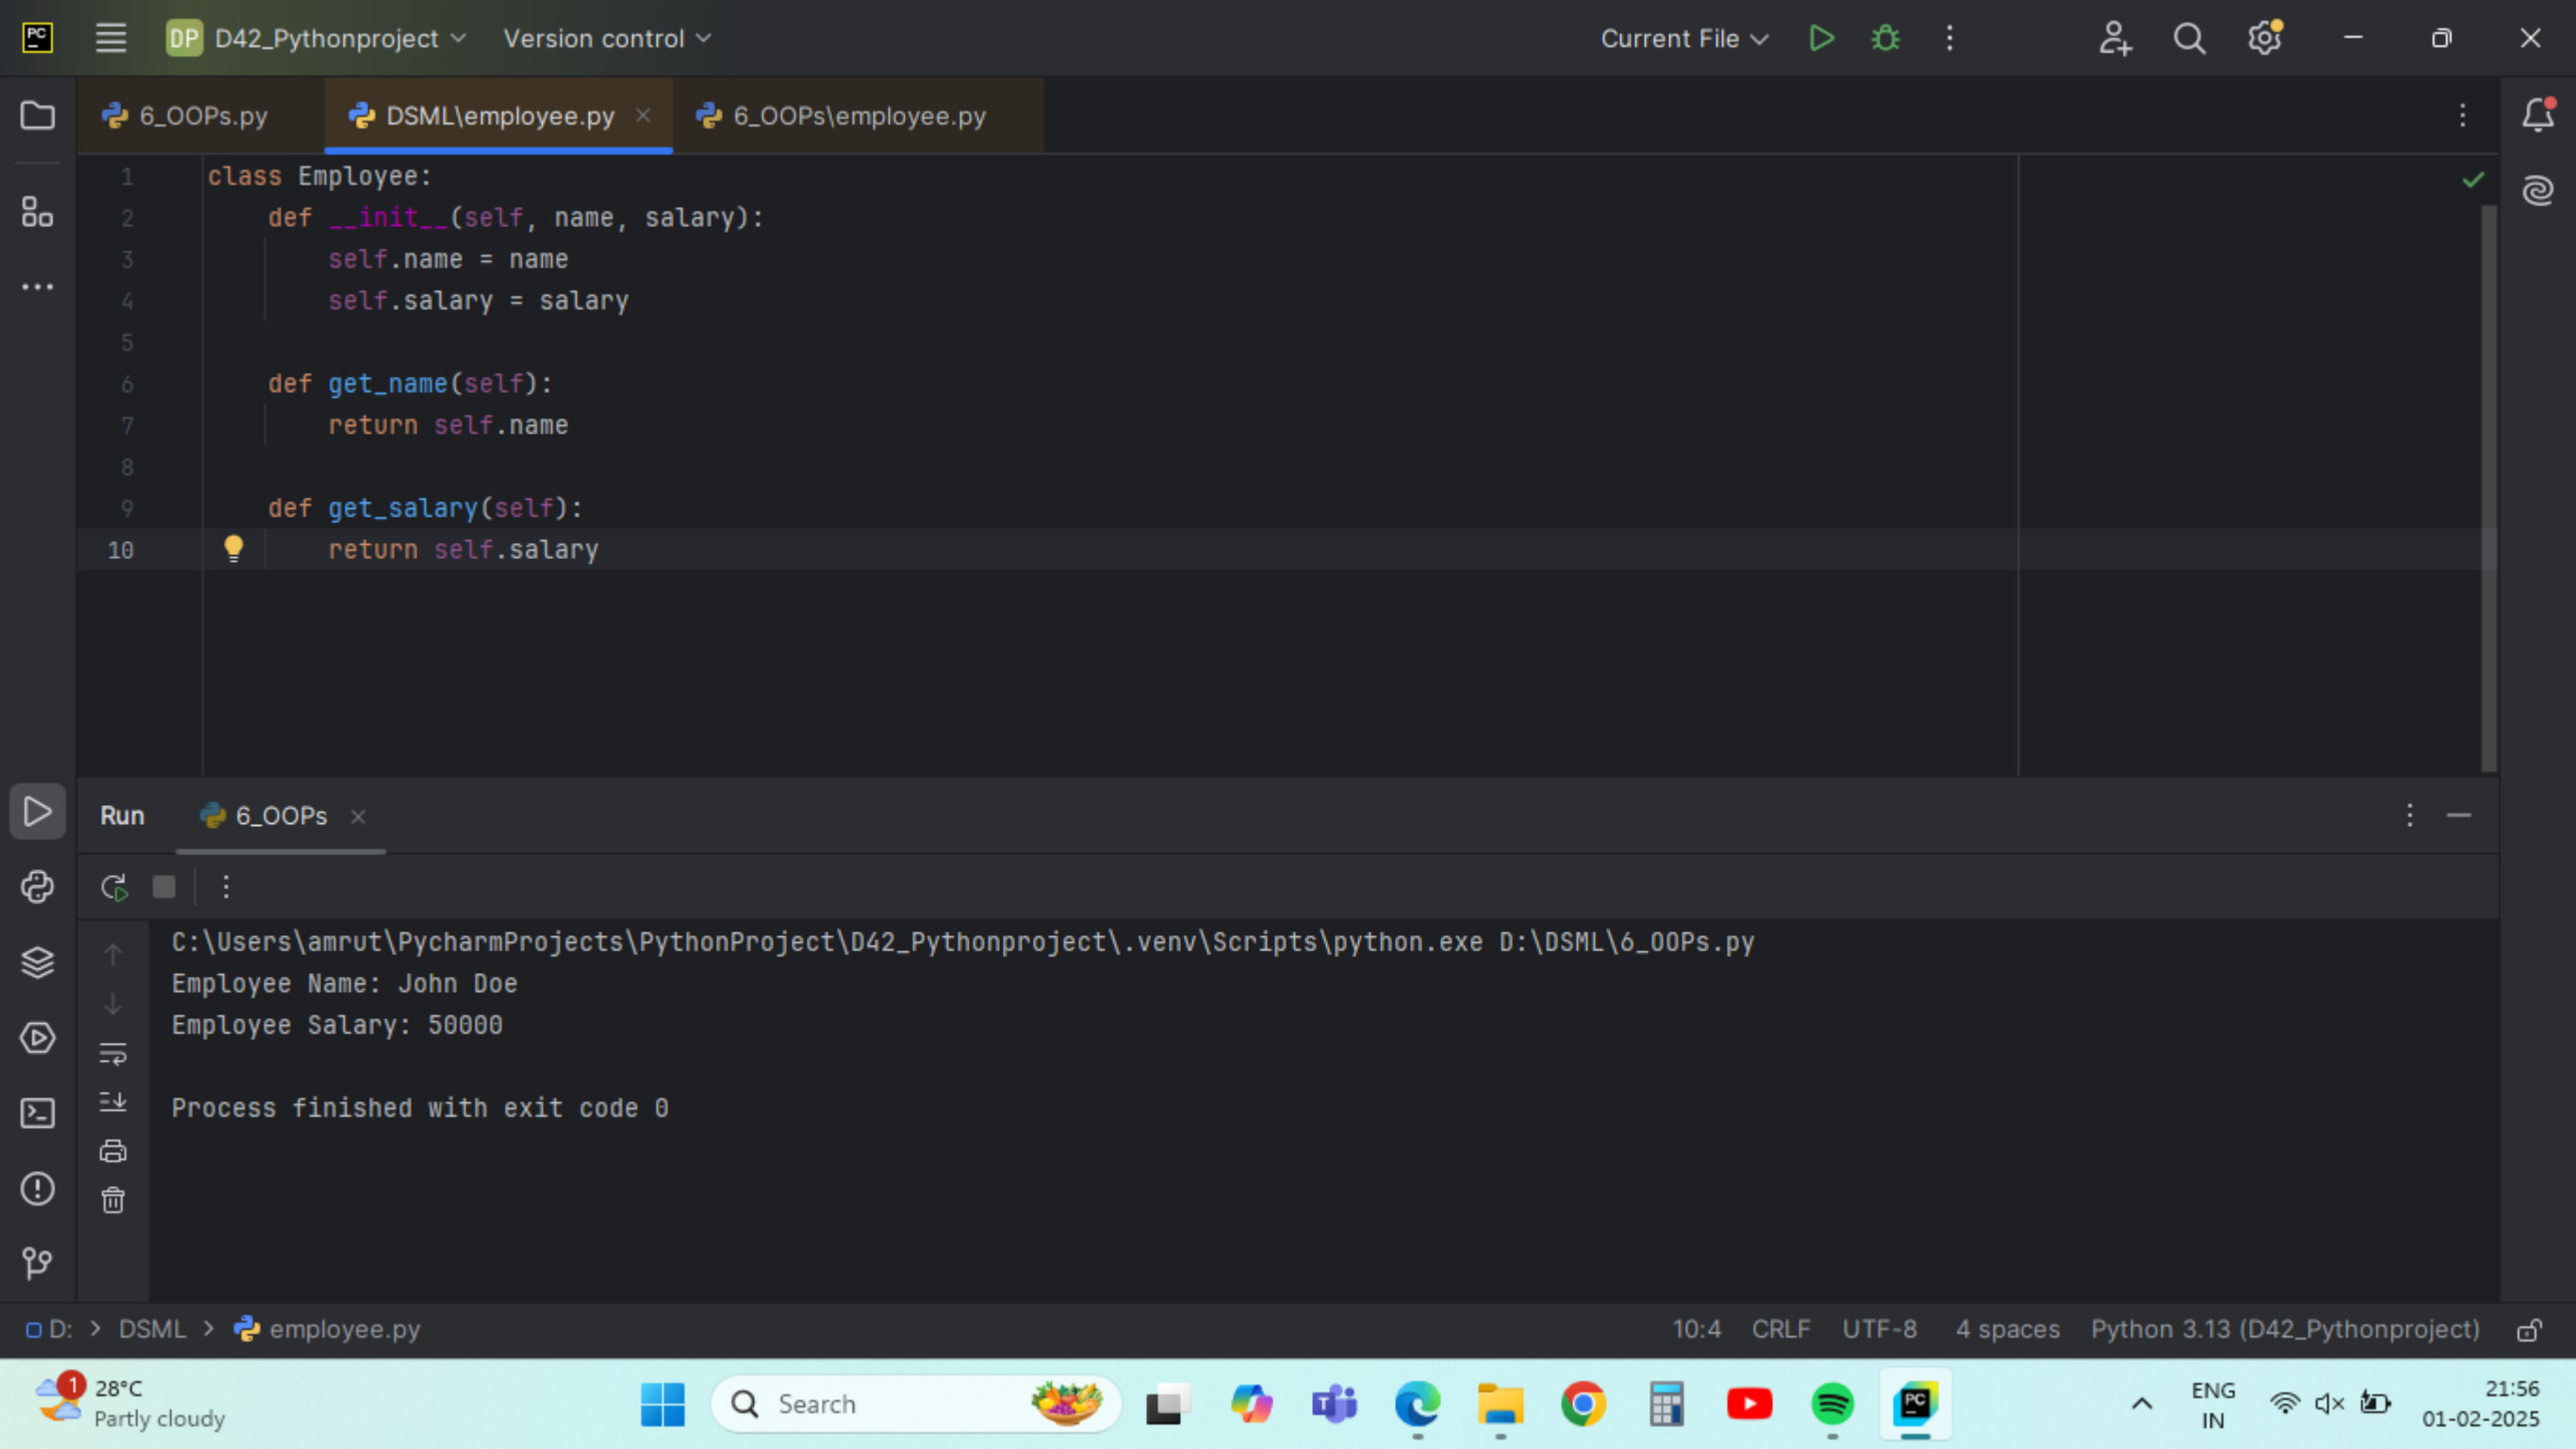 PC DP D42_Pythonproject Version control Current File
6_OOPs.py DSML\employee.py 6_OOPs\employee.py
1 class Employee:
2     def __init__(self, name, salary):
3         self.name = name
4         self.salary = salary
5
6     def get_name(self):
7         return self.name
8
9     def get_salary(self):
10         return self.salary
Run 6_OOPs
C:\Users\amrut\PycharmProjects\PythonProject\D42_Pythonproject\.venv\Scripts\python.exe D:\DSML\6_OOPs.py
Employee Name: John Doe
Employee Salary: 50000
Process finished with exit code 0
D: > DSML > employee.py 10:4 CRLF UTF-8 4 spaces Python 3.13 (D42_Pythonproject)
1 28°C Partly cloudy
Search
T
PC
ENG
IN
21:56
01-02-2025